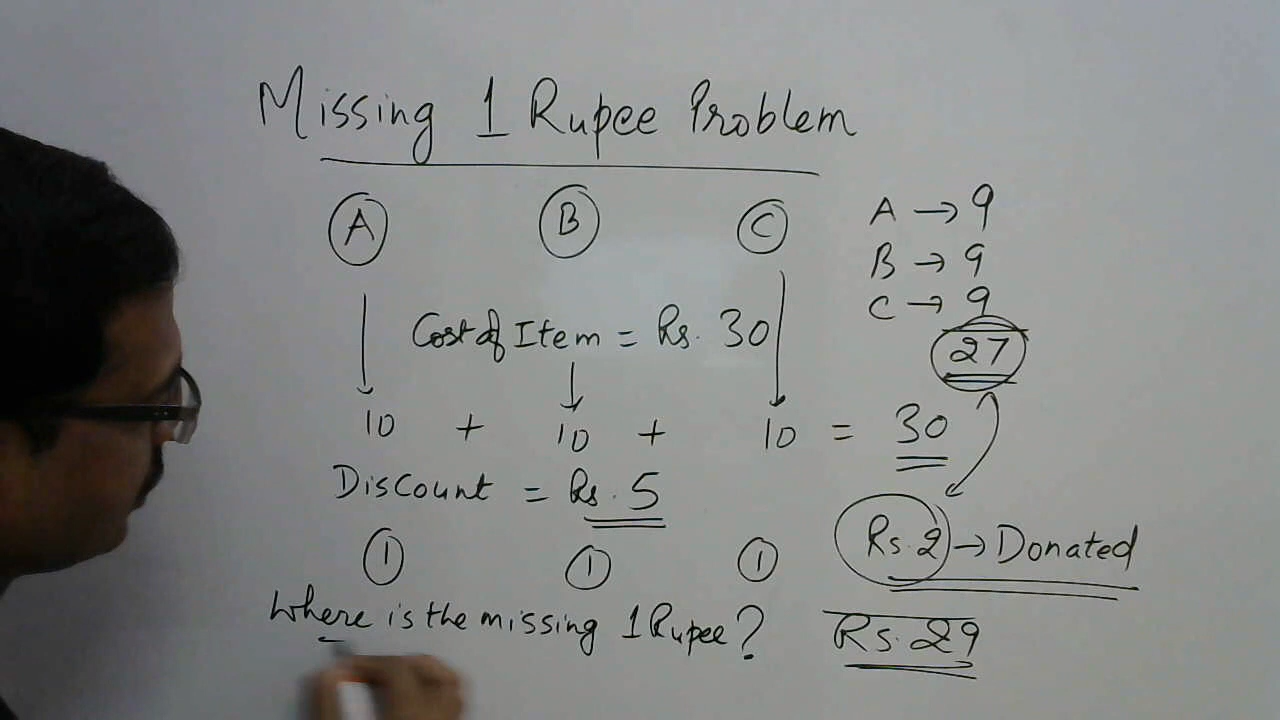 Missing 1 Rupee Problem
A B C
A → 9
B → 9
C → 9
27
Cost of Item = Rs. 30
10 + 10 + 10 = 30
Discount = Rs. 5
1 1 1
Rs. 2 → Donated
Where is the missing 1 Rupee?
Rs. 29